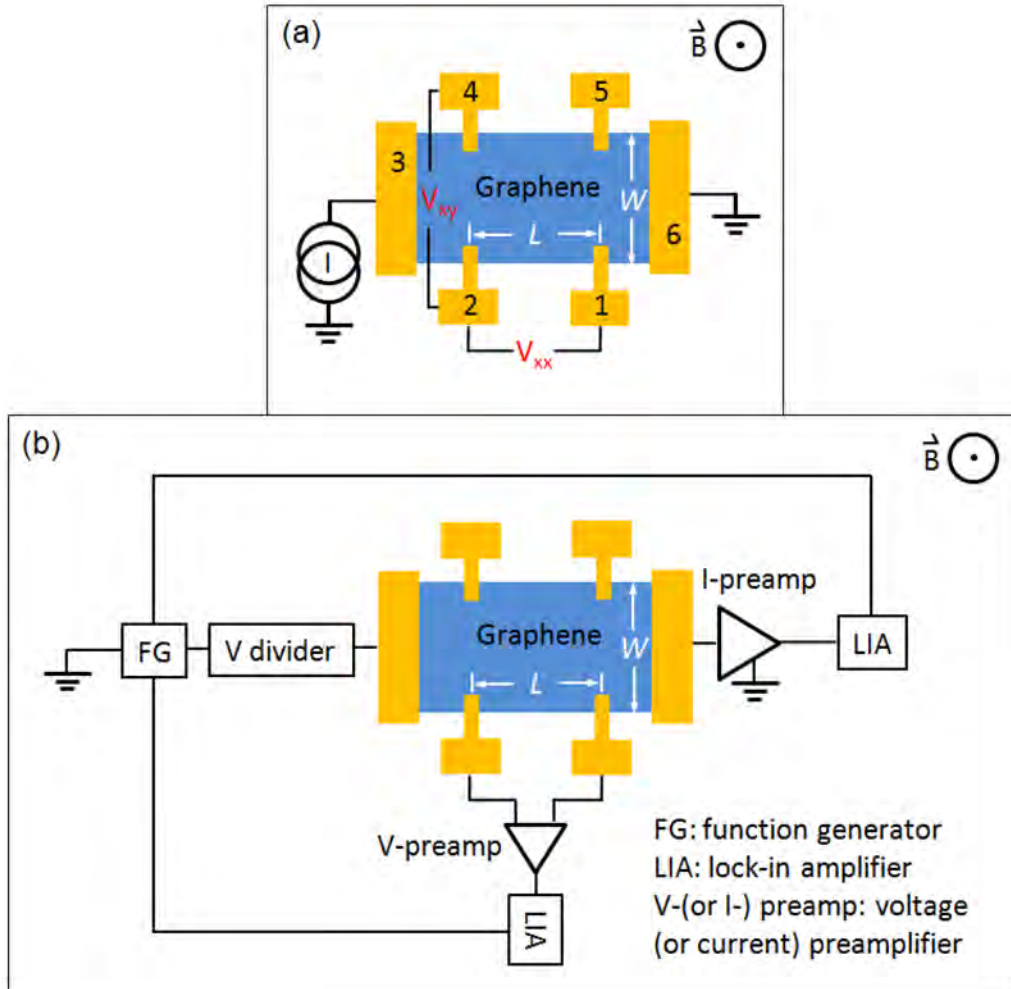 (a)
B
4
5
3
Graphene
W
Vxy
L
6
I
2
1
Vxx
(b)
B
I-preamp
Graphene
FG
V divider
W
LIA
L
V-preamp
FG: function generator
LIA: lock-in amplifier
LIA
V-(or I-) preamp: voltage
(or current) preamplifier